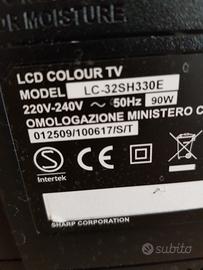 OR MOISTURE.
LCD COLOUR TV
MODEL LC-32SH330E
220V-240V ~ 50Hz 90W
OMOLOGAZIONE MINISTERO C
012509/100617/S/T
S
Intertek
SHARP CORPORATION
subito